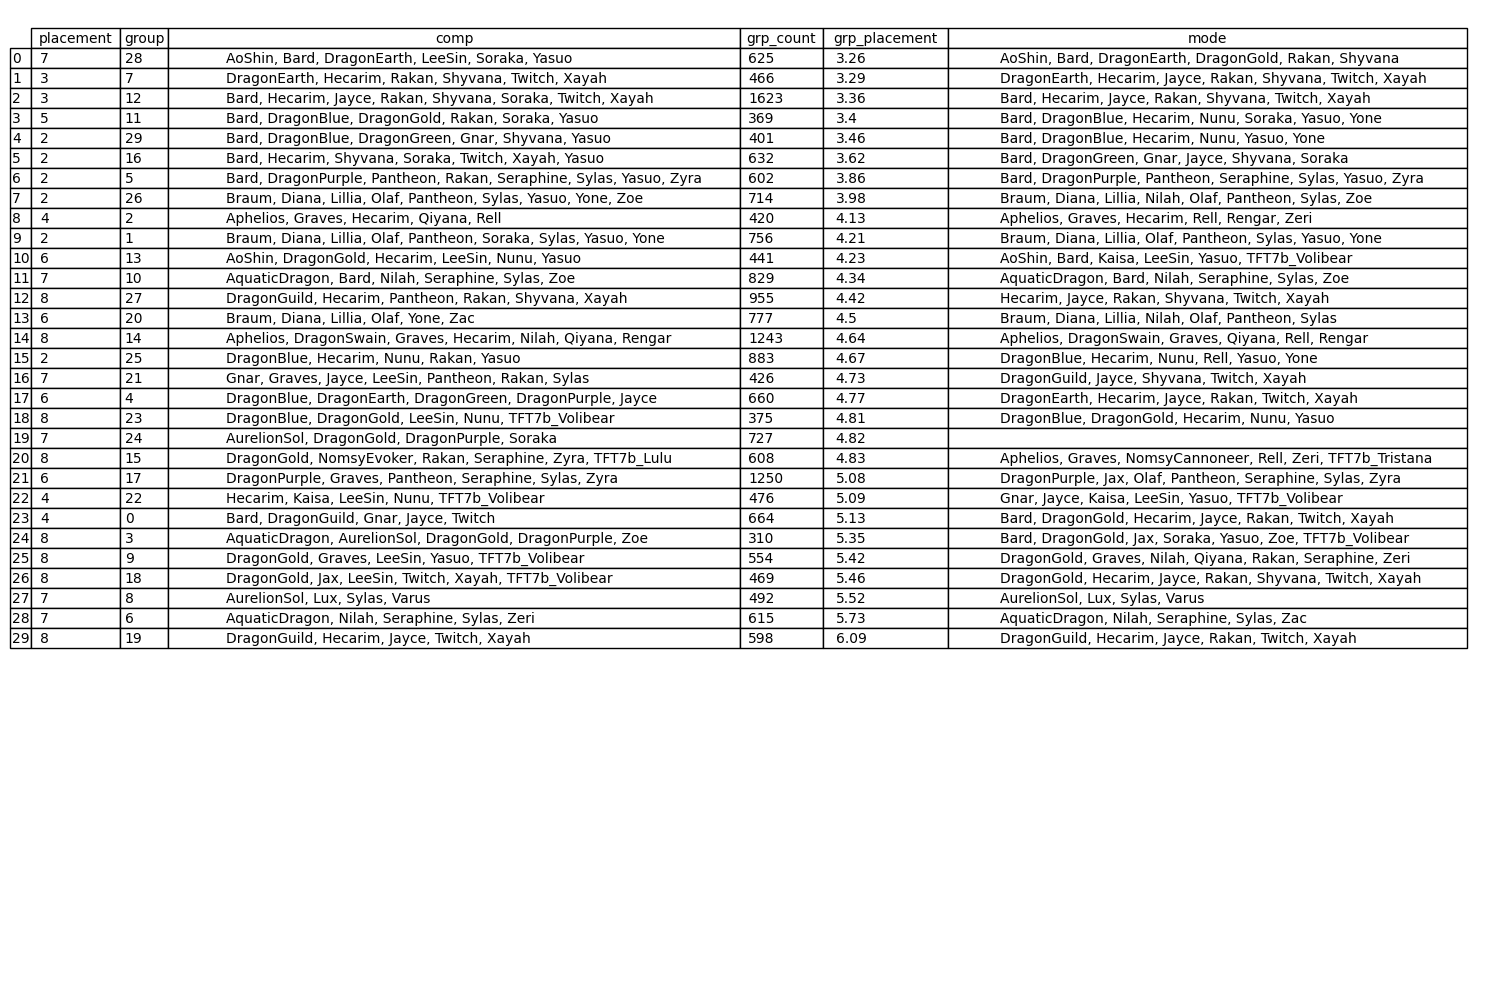 placement group comp grp_count grp_placement mode
0 7 28 AoShin, Bard, DragonEarth, LeeSin, Soraka, Yasuo 625 3.26 AoShin, Bard, DragonEarth, DragonGold, Rakan, Shyvana
1 3 7 DragonEarth, Hecarim, Rakan, Shyvana, Twitch, Xayah 466 3.29 DragonEarth, Hecarim, Jayce, Rakan, Shyvana, Twitch, Xayah
2 3 12 Bard, Hecarim, Jayce, Rakan, Shyvana, Soraka, Twitch, Xayah 1623 3.36 Bard, Hecarim, Jayce, Rakan, Shyvana, Twitch, Xayah
3 5 11 Bard, DragonBlue, DragonGold, Rakan, Soraka, Yasuo 369 3.4 Bard, DragonBlue, Hecarim, Nunu, Soraka, Yasuo, Yone
4 2 29 Bard, DragonBlue, DragonGreen, Gnar, Shyvana, Yasuo 401 3.46 Bard, DragonBlue, Hecarim, Nunu, Yasuo, Yone
5 2 16 Bard, Hecarim, Shyvana, Soraka, Twitch, Xayah, Yasuo 632 3.62 Bard, DragonGreen, Gnar, Jayce, Shyvana, Soraka
6 2 5 Bard, DragonPurple, Pantheon, Rakan, Seraphine, Sylas, Yasuo, Zyra 602 3.86 Bard, DragonPurple, Pantheon, Seraphine, Sylas, Yasuo, Zyra
7 2 26 Braum, Diana, Lillia, Olaf, Pantheon, Sylas, Yasuo, Yone, Zoe 714 3.98 Braum, Diana, Lillia, Nilah, Olaf, Pantheon, Sylas, Zoe
8 4 2 Aphelios, Graves, Hecarim, Qiyana, Rell 420 4.13 Aphelios, Graves, Hecarim, Rell, Rengar, Zeri
9 2 1 Braum, Diana, Lillia, Olaf, Pantheon, Soraka, Sylas, Yasuo, Yone 756 4.21 Braum, Diana, Lillia, Olaf, Pantheon, Sylas, Yasuo, Yone
10 6 13 AoShin, DragonGold, Hecarim, LeeSin, Nunu, Yasuo 441 4.23 AoShin, Bard, Kaisa, LeeSin, Yasuo, TFT7b_Volibear
11 7 10 AquaticDragon, Bard, Nilah, Seraphine, Sylas, Zoe 829 4.34 AquaticDragon, Bard, Nilah, Seraphine, Sylas, Zoe
12 8 27 DragonGuild, Hecarim, Pantheon, Rakan, Shyvana, Xayah 955 4.42 Hecarim, Jayce, Rakan, Shyvana, Twitch, Xayah
13 6 20 Braum, Diana, Lillia, Olaf, Yone, Zac 777 4.5 Braum, Diana, Lillia, Nilah, Olaf, Pantheon, Sylas
14 8 14 Aphelios, DragonSwain, Graves, Hecarim, Nilah, Qiyana, Rengar 1243 4.64 Aphelios, DragonSwain, Graves, Qiyana, Rell, Rengar
15 2 25 DragonBlue, Hecarim, Nunu, Rakan, Yasuo 883 4.67 DragonBlue, Hecarim, Nunu, Rell, Yasuo, Yone
16 7 21 Gnar, Graves, Jayce, LeeSin, Pantheon, Rakan, Sylas 426 4.73 DragonGuild, Jayce, Shyvana, Twitch, Xayah
17 6 4 DragonBlue, DragonEarth, DragonGreen, DragonPurple, Jayce 660 4.77 DragonEarth, Hecarim, Jayce, Rakan, Twitch, Xayah
18 8 23 DragonBlue, DragonGold, LeeSin, Nunu, TFT7b_Volibear 375 4.81 DragonBlue, DragonGold, Hecarim, Nunu, Yasuo
19 7 24 AurelionSol, DragonGold, DragonPurple, Soraka 727 4.82
20 8 15 DragonGold, NomsyEvoker, Rakan, Seraphine, Zyra, TFT7b_Lulu 608 4.83 Aphelios, Graves, NomsyCannoneer, Rell, Zeri, TFT7b_Tristana
21 6 17 DragonPurple, Graves, Pantheon, Seraphine, Sylas, Zyra 1250 5.08 DragonPurple, Jax, Olaf, Pantheon, Seraphine, Sylas, Zyra
22 4 22 Hecarim, Kaisa, LeeSin, Nunu, TFT7b_Volibear 476 5.09 Gnar, Jayce, Kaisa, LeeSin, Yasuo, TFT7b_Volibear
23 4 0 Bard, DragonGuild, Gnar, Jayce, Twitch 664 5.13 Bard, DragonGold, Hecarim, Jayce, Rakan, Twitch, Xayah
24 8 3 AquaticDragon, AurelionSol, DragonGold, DragonPurple, Zoe 310 5.35 Bard, DragonGold, Jax, Soraka, Yasuo, Zoe, TFT7b_Volibear
25 8 9 DragonGold, Graves, LeeSin, Yasuo, TFT7b_Volibear 554 5.42 DragonGold, Graves, Nilah, Qiyana, Rakan, Seraphine, Zeri
26 8 18 DragonGold, Jax, LeeSin, Twitch, Xayah, TFT7b_Volibear 469 5.46 DragonGold, Hecarim, Jayce, Rakan, Shyvana, Twitch, Xayah
27 7 8 AurelionSol, Lux, Sylas, Varus 492 5.52 AurelionSol, Lux, Sylas, Varus
28 7 6 AquaticDragon, Nilah, Seraphine, Sylas, Zeri 615 5.73 AquaticDragon, Nilah, Seraphine, Sylas, Zac
29 8 19 DragonGuild, Hecarim, Jayce, Twitch, Xayah 598 6.09 DragonGuild, Hecarim, Jayce, Rakan, Twitch, Xayah